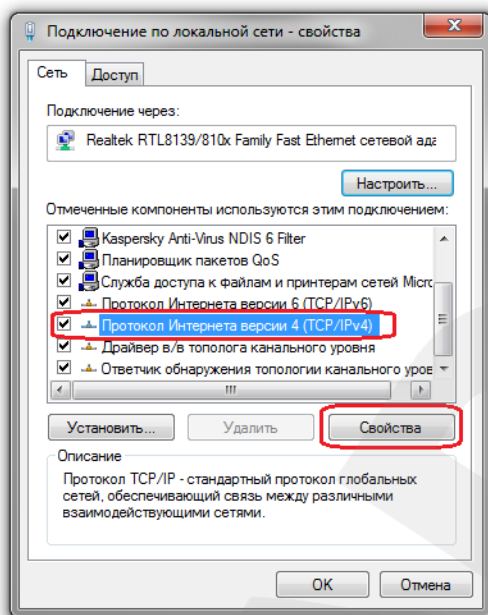 Подключение по локальной сети - свойства
Сеть
Доступ
Подключение через:
Realtek RTL8139/810x Family Fast Ethernet сетевой ада
Настроить...
Отмеченные компоненты используются этим подключением:
Kaspersky Anti-Virus NDIS 6 Filter
Планировщик пакетов QoS
Служба доступа к файлам и принтерам сетей Micro
Протокол Интернета версии 6 (TCP/IPv6)
Протокол Интернета версии 4 (TCP/IPv4)
Драйвер в/в тополога канального уровня
Ответчик обнаружения топологии канального уров
Установить...
Удалить
Свойства
Описание
Протокол TCP/IP - стандартный протокол глобальных
сетей, обеспечивающий связь между различными
взаимодействующими сетями.
OK
Отмена